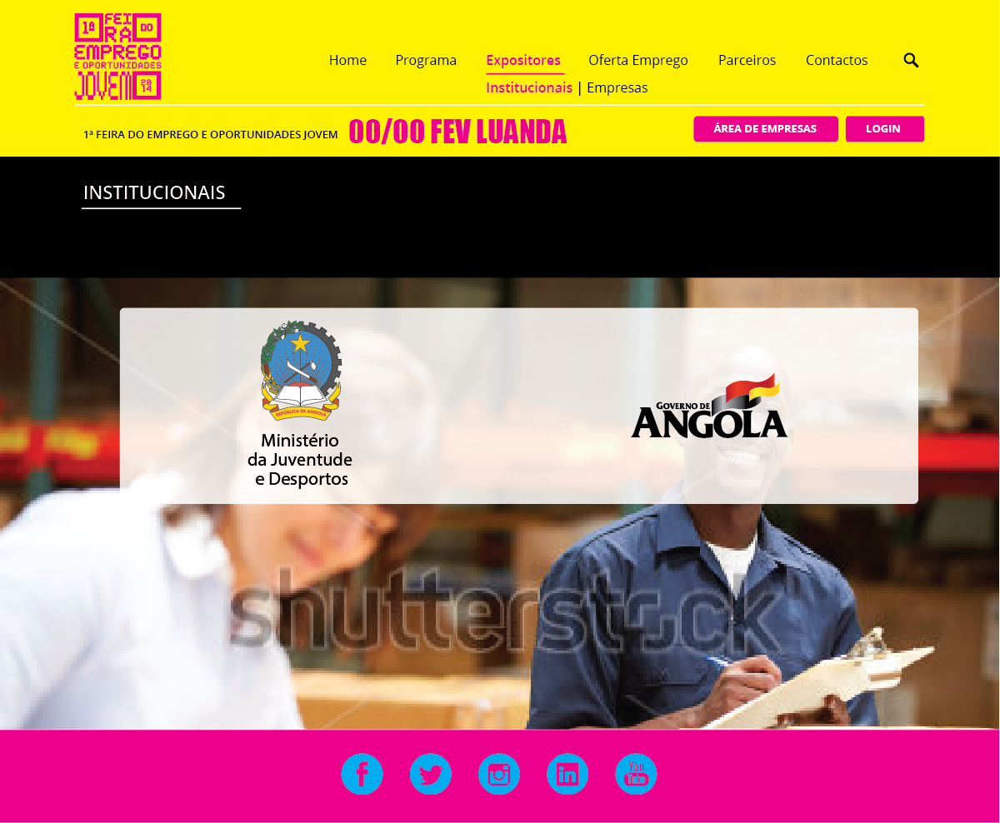 1ª FEI DO
RA
EMPREGO
E OPORTUNIDADES
JOVEM 2014
Home Programa Expositores Oferta Emprego Parceiros Contactos
Institucionais | Empresas
1ª FEIRA DO EMPREGO E OPORTUNIDADES JOVEM 00/00 FEV LUANDA ÁREA DE EMPRESAS LOGIN
INSTITUCIONAIS
REPÚBLICA DE ANGOLA
Ministério
da Juventude
e Desportos
GOVERNO DE
ANGOLA
shutterstock
You
Tube